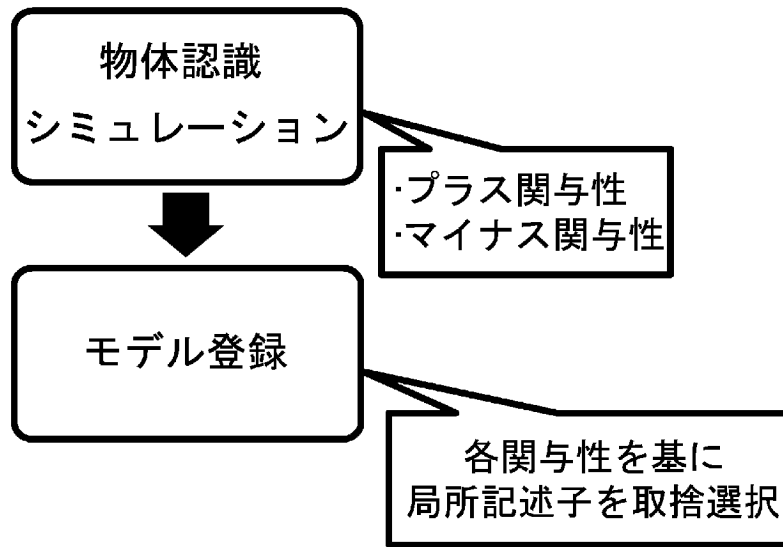 物体認識
シミュレーション
・プラス関与性
・マイナス関与性
モデル登録
各関与性を基に
局所記述子を取捨選択